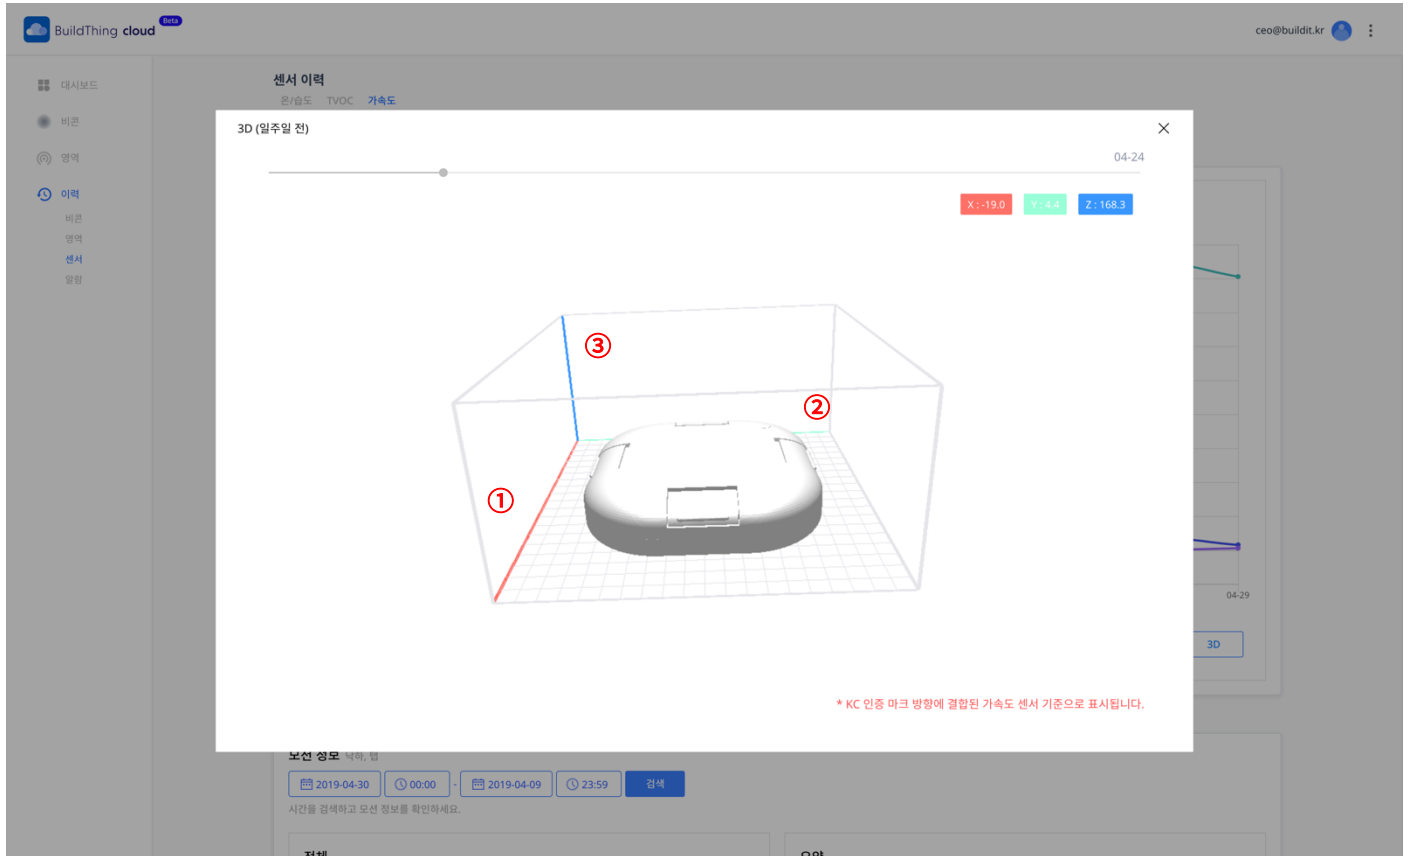 BuildThing cloud Beta
ceo@buildit.kr
대시보드
비콘
영역
이력
비콘
영역
센서
알람
센서 이력
온/습도 TVOC 가속도
3D (일주일 전)
04-24
X : -19.0 Y : 4.4 Z : 168.3
③
②
①
* KC 인증 마크 방향에 결합된 가속도 센서 기준으로 표시됩니다.
04-29
3D
모션 정보 낙하, 탭
2019-04-30 00:00 - 2019-04-09 23:59 검색
시간을 검색하고 모션 정보를 확인하세요.
전체
요약